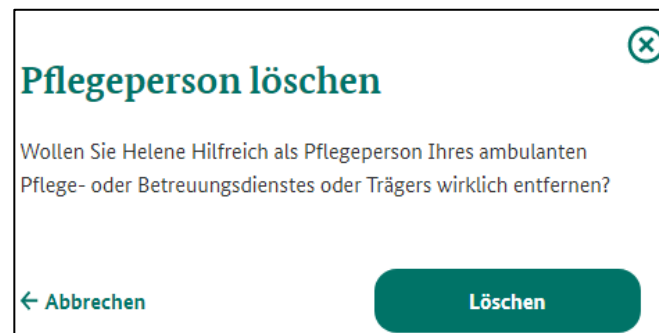 Pflegeperson löschen
Wollen Sie Helene Hilfreich als Pflegeperson Ihres ambulanten
Pflege- oder Betreuungsdienstes oder Trägers wirklich entfernen?
← Abbrechen
Löschen